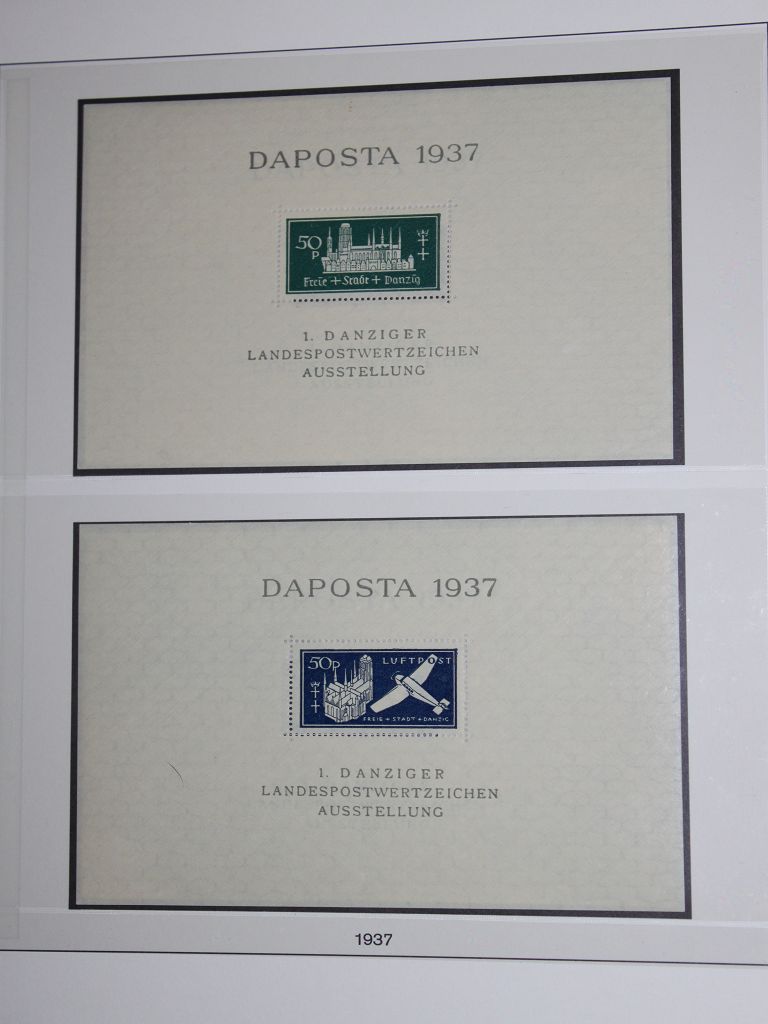 DAPOSTA 1937
50
P
Freie + Stadt + Danzig
1. DANZIGER
LANDESPOSTWERTZEICHEN
AUSSTELLUNG
DAPOSTA 1937
50P LUFTPOST
FREIE + STADT + DANZIG
1. DANZIGER
LANDESPOSTWERTZEICHEN
AUSSTELLUNG
1937